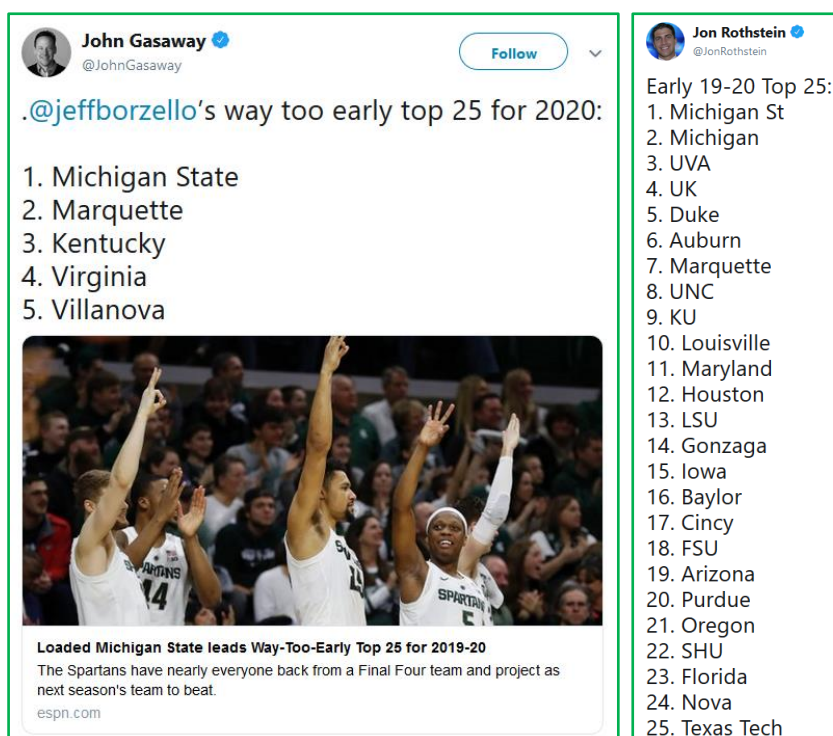 John Gasaway
@JohnGasaway
Follow
.@jeffborzello's way too early top 25 for 2020:
1. Michigan State
2. Marquette
3. Kentucky
4. Virginia
5. Villanova
SPARTANS
14
SPARTANS
5
Loaded Michigan State leads Way-Too-Early Top 25 for 2019-20
The Spartans have nearly everyone back from a Final Four team and project as
next season's team to beat.
espn.com
Jon Rothstein
@JonRothstein
Early 19-20 Top 25:
1. Michigan St
2. Michigan
3. UVA
4. UK
5. Duke
6. Auburn
7. Marquette
8. UNC
9. KU
10. Louisville
11. Maryland
12. Houston
13. LSU
14. Gonzaga
15. Iowa
16. Baylor
17. Cincy
18. FSU
19. Arizona
20. Purdue
21. Oregon
22. SHU
23. Florida
24. Nova
25. Texas Tech